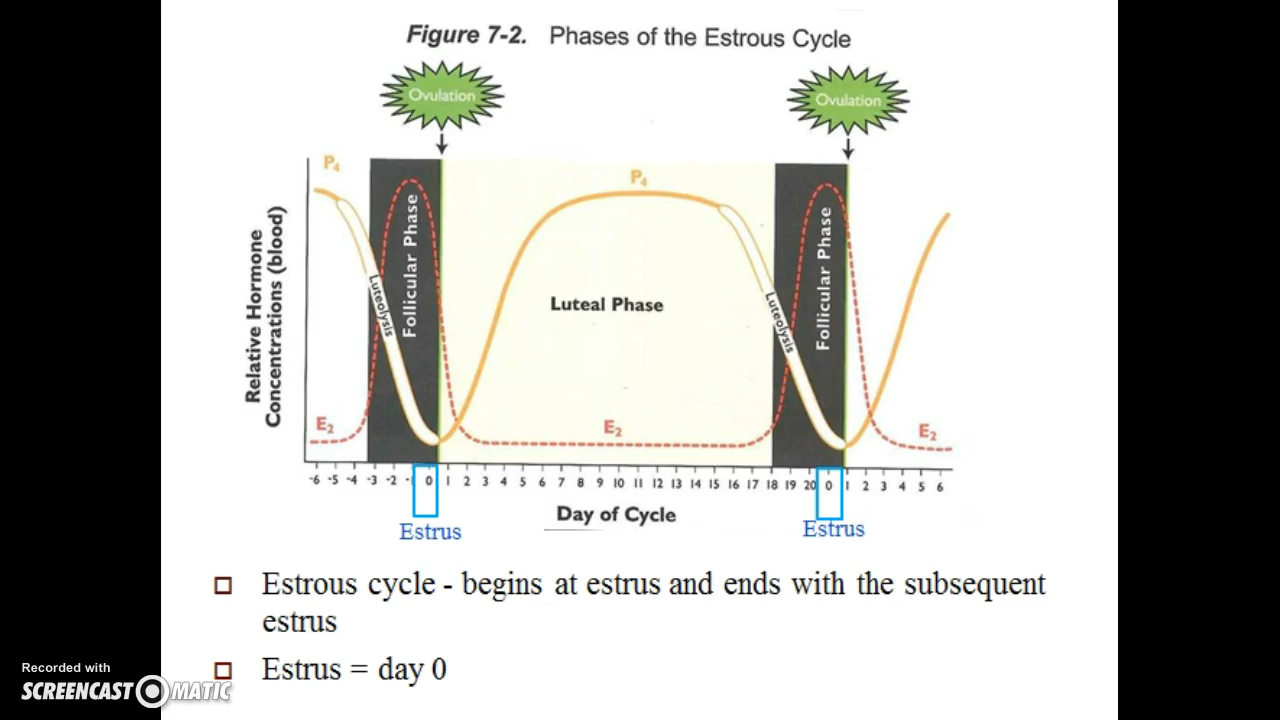 Figure 7-2. Phases of the Estrous Cycle
Ovulation
Ovulation
P4
P4
Follicular Phase
Follicular Phase
Luteolysis
Luteolysis
Luteal Phase
Relative Hormone
Concentrations (blood)
E2
E2
E2
-6 -5 -4 -3 -2 -1 0 1 2 3 4 5 6 7 8 9 10 11 12 13 14 15 16 17 18 19 20 0 1 2 3 4 5 6
Day of Cycle
Estrus
Estrus
Estrous cycle - begins at estrus and ends with the subsequent
estrus
Estrus = day 0
Recorded with
SCREENCAST MATIC